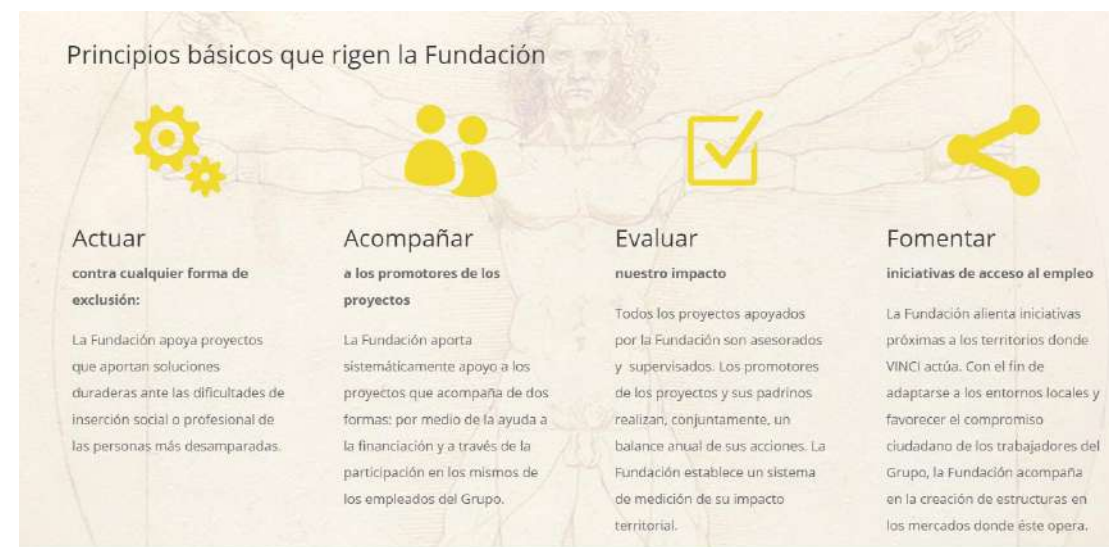 Principios básicos que rigen la Fundación
Actuar
contra cualquier forma de
exclusión:
La Fundación apoya proyectos
que aportan soluciones
duraderas ante las dificultades de
inserción social o profesional de
las personas más desamparadas.
Acompañar
a los promotores de los
proyectos
La Fundación aporta
sistemáticamente apoyo a los
proyectos que acompaña de dos
formas: por medio de la ayuda a
la financiación y a través de la
participación en los mismos de
los empleados del Grupo.
Evaluar
nuestro impacto
Todos los proyectos apoyados
por la Fundación son asesorados
y supervisados. Los promotores
de los proyectos y sus padrinos
realizan, conjuntamente, un
balance anual de sus acciones. La
Fundación establece un sistema
de medición de su impacto
territorial.
Fomentar
iniciativas de acceso al empleo
La Fundación alienta iniciativas
próximas a los territorios donde
VINCI actúa. Con el fin de
adaptarse a los entornos locales y
favorecer el compromiso
ciudadano de los trabajadores del
Grupo, la Fundación acompaña
en la creación de estructuras en
los mercados donde éste opera.